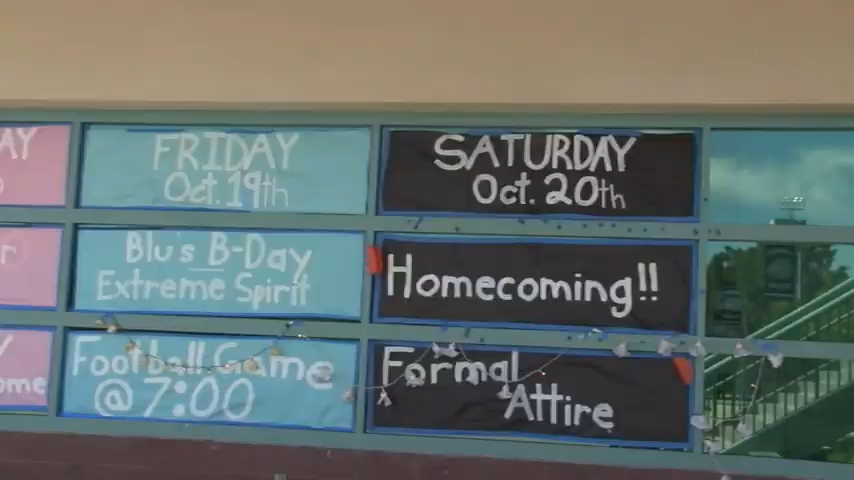 FRIDAY
Oct. 19th
Blu's B-Day
Extreme Spirit
Football Game
@ 7:00
SATURDAY
Oct. 20th
Homecoming!!
Formal
Attire